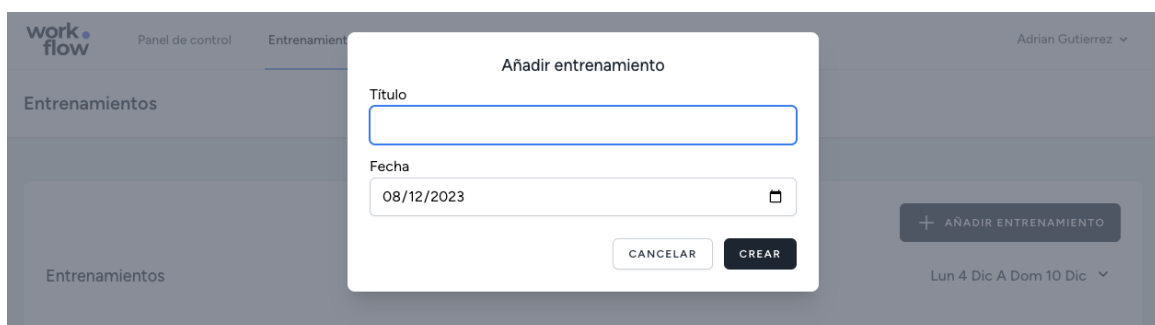 work
flow
Panel de control
Entrenamient
Adrian Gutierrez
Entrenamientos
Añadir entrenamiento
Título
Fecha
08/12/2023
CANCELAR
CREAR
AÑADIR ENTRENAMIENTO
Entrenamientos
Lun 4 Dic A Dom 10 Dic